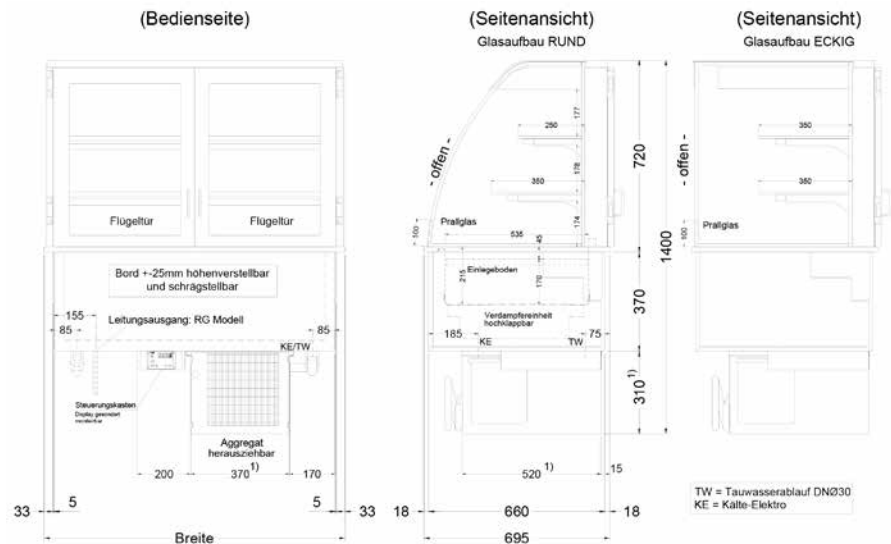 (Bedienseite)
(Seitenansicht)
Glasaufbau RUND
(Seitenansicht)
Glasaufbau ECKIG
Flügeltür
Flügeltür
Bord +-25mm höhenverstellbar
und schrägstellbar
155
Leitungsausgang: RG Modell
85
85
KE/TW
Steuerungskasten
Display gesondert
montierbar
Aggregat
herausziehbar
200
370 1)
170
33
5
5
33
Breite
- offen -
177
250
178
350
174
Prallglas
535
45
Einlegeboden
215
170
Verdampfereinheit
hochklappbar
185
75
KE
TW
720
370
310 1)
1400
520 1)
15
18
660
18
695
- offen -
350
350
Prallglas
TW = Tauwasserablauf DNØ30
KE = Kälte-Elektro